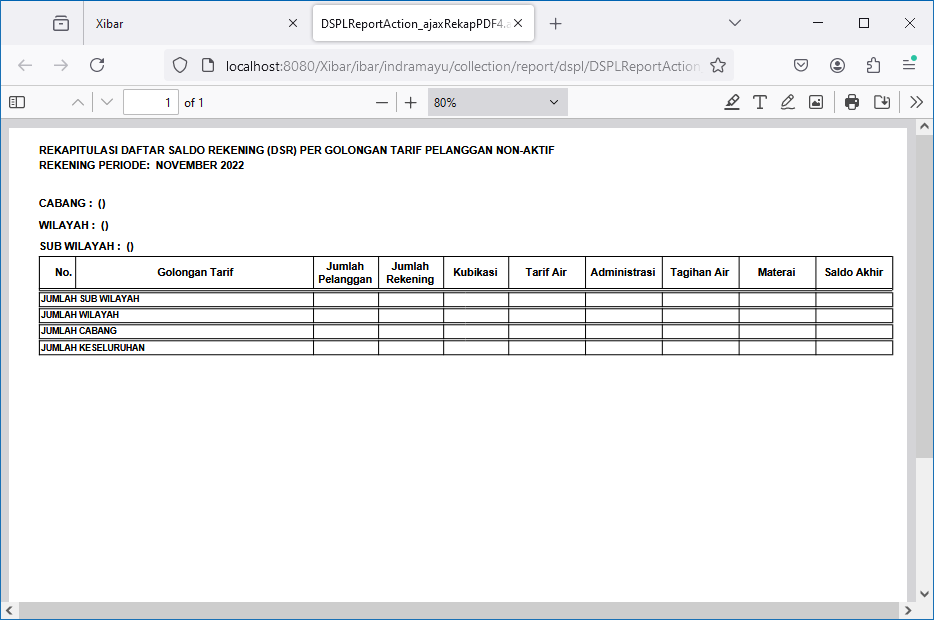 Xibar
DSPLReportAction_ajaxRekapPDF4.a
localhost:8080/Xibar/ibar/indramayu/collection/report/dspl/DSPLReportAction_
1 of 1
80%
REKAPITULASI DAFTAR SALDO REKENING (DSR) PER GOLONGAN TARIF PELANGGAN NON-AKTIF
REKENING PERIODE: NOVEMBER 2022
CABANG : ()
WILAYAH : ()
SUB WILAYAH : ()
No. Golongan Tarif Jumlah Pelanggan Jumlah Rekening Kubikasi Tarif Air Administrasi Tagihan Air Materai Saldo Akhir
JUMLAH SUB WILAYAH
JUMLAH WILAYAH
JUMLAH CABANG
JUMLAH KESELURUHAN